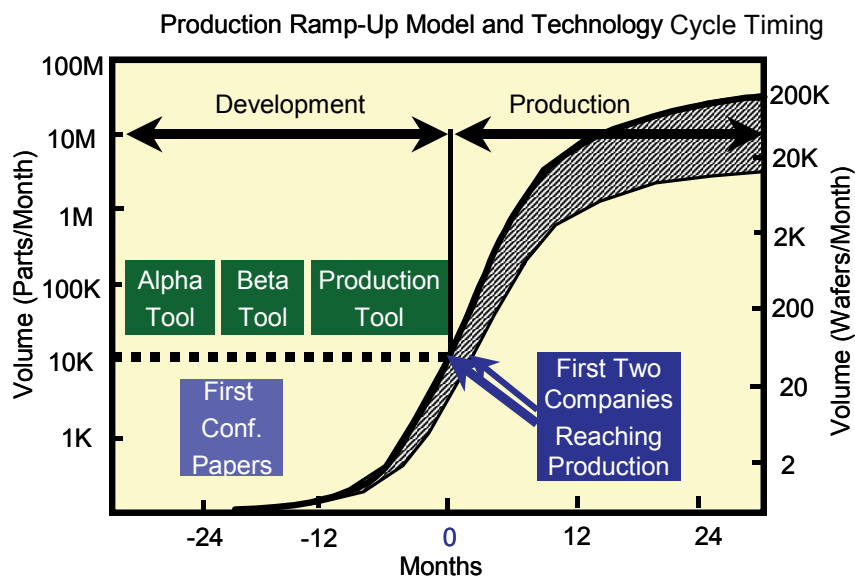 Production Ramp-Up Model and Technology Cycle Timing
Volume (Parts/Month)
100M
10M
1M
100K
10K
1K
Development
Production
Alpha
Tool
Beta
Tool
Production
Tool
First
Conf.
Papers
First Two
Companies
Reaching
Production
200K
20K
2K
200
20
2
Volume (Wafers/Month)
-24
-12
0
12
24
Months